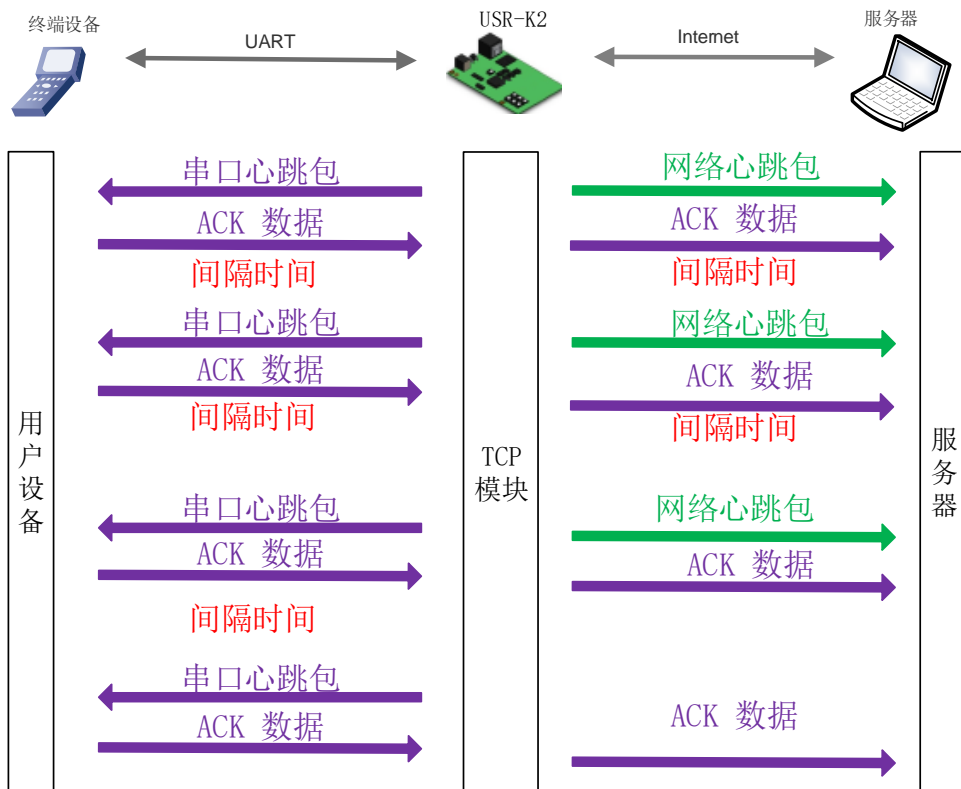 终端设备
UART
USR-K2
Internet
服务器
串口心跳包
网络心跳包
ACK 数据
ACK 数据
间隔时间
间隔时间
串口心跳包
网络心跳包
ACK 数据
ACK 数据
间隔时间
间隔时间
用户设备
TCP
模块
服务器
串口心跳包
网络心跳包
ACK 数据
ACK 数据
间隔时间
串口心跳包
ACK 数据
ACK 数据